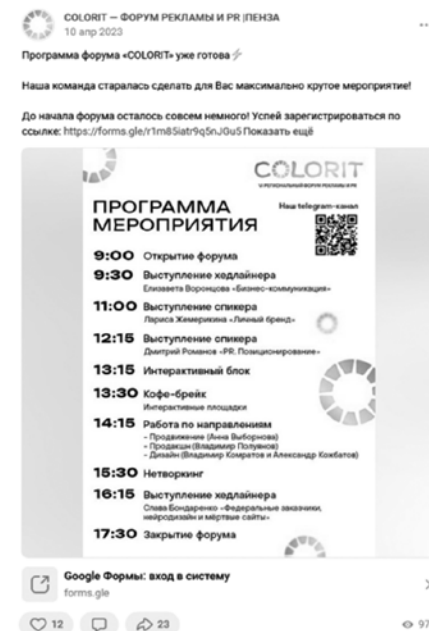 COLORIT — ФОРУМ РЕКЛАМЫ И PR |ПЕНЗА
10 апр 2023
Программа форума «COLORIT» уже готова⚡
Наша команда старалась сделать для Вас максимально крутое мероприятие!
До начала форума осталось совсем немного! Успей зарегистрироваться по
ссылке: https://forms.gle/r1m85iatr9q5nJGu5 Показать ещё
COLORIT
ПРОГРАММА
МЕРОПРИЯТИЯ
Наш telegram-канал
9:00 Открытие форума
9:30 Выступление хедлайнера
Елизавета Воронцова «Бизнес-коммуникация»
11:00 Выступление спикера
Лариса Жемерикина «Личный бренд»
12:15 Выступление спикера
Дмитрий Романов «PR. Позиционирование»
13:15 Интерактивный блок
13:30 Кофе-брейк
Интерактивные площадки
14:15 Работа по направлениям
– Продвижение (Анна Выборнова)
– Продакшн (Владимир Полувнов)
– Дизайн (Владимир Комратов и Александр Кожбатов)
15:30 Нетворкинг
16:15 Выступление хедлайнера
Слава Бондаренко «Федеральные заказчики,
нейродизайн и мёртвые сайты»
17:30 Закрытие форума
Google Формы: вход в систему
forms.gle
12
23
97